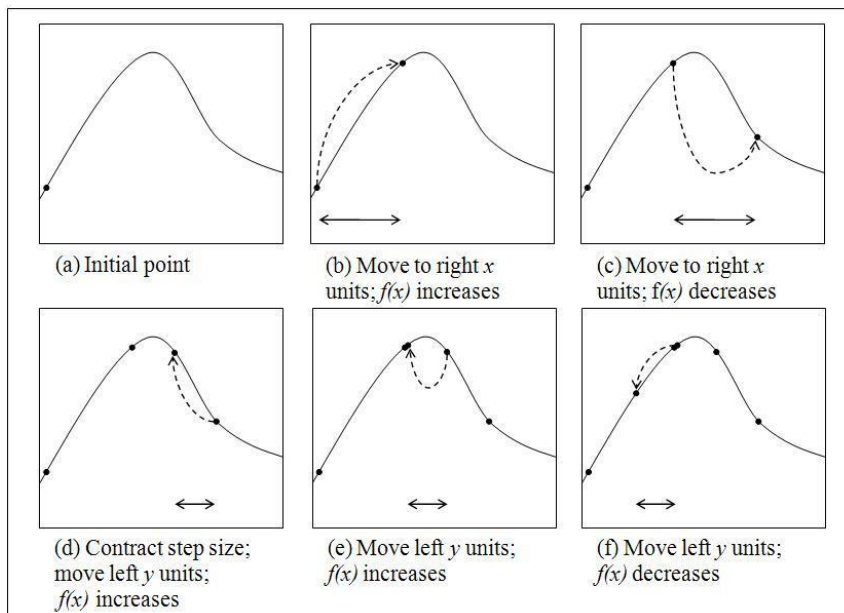 (a) Initial point
(b) Move to right x
units; f(x) increases
(c) Move to right x
units; f(x) decreases
(d) Contract step size;
move left y units;
f(x) increases
(e) Move left y units;
f(x) increases
(f) Move left y units;
f(x) decreases